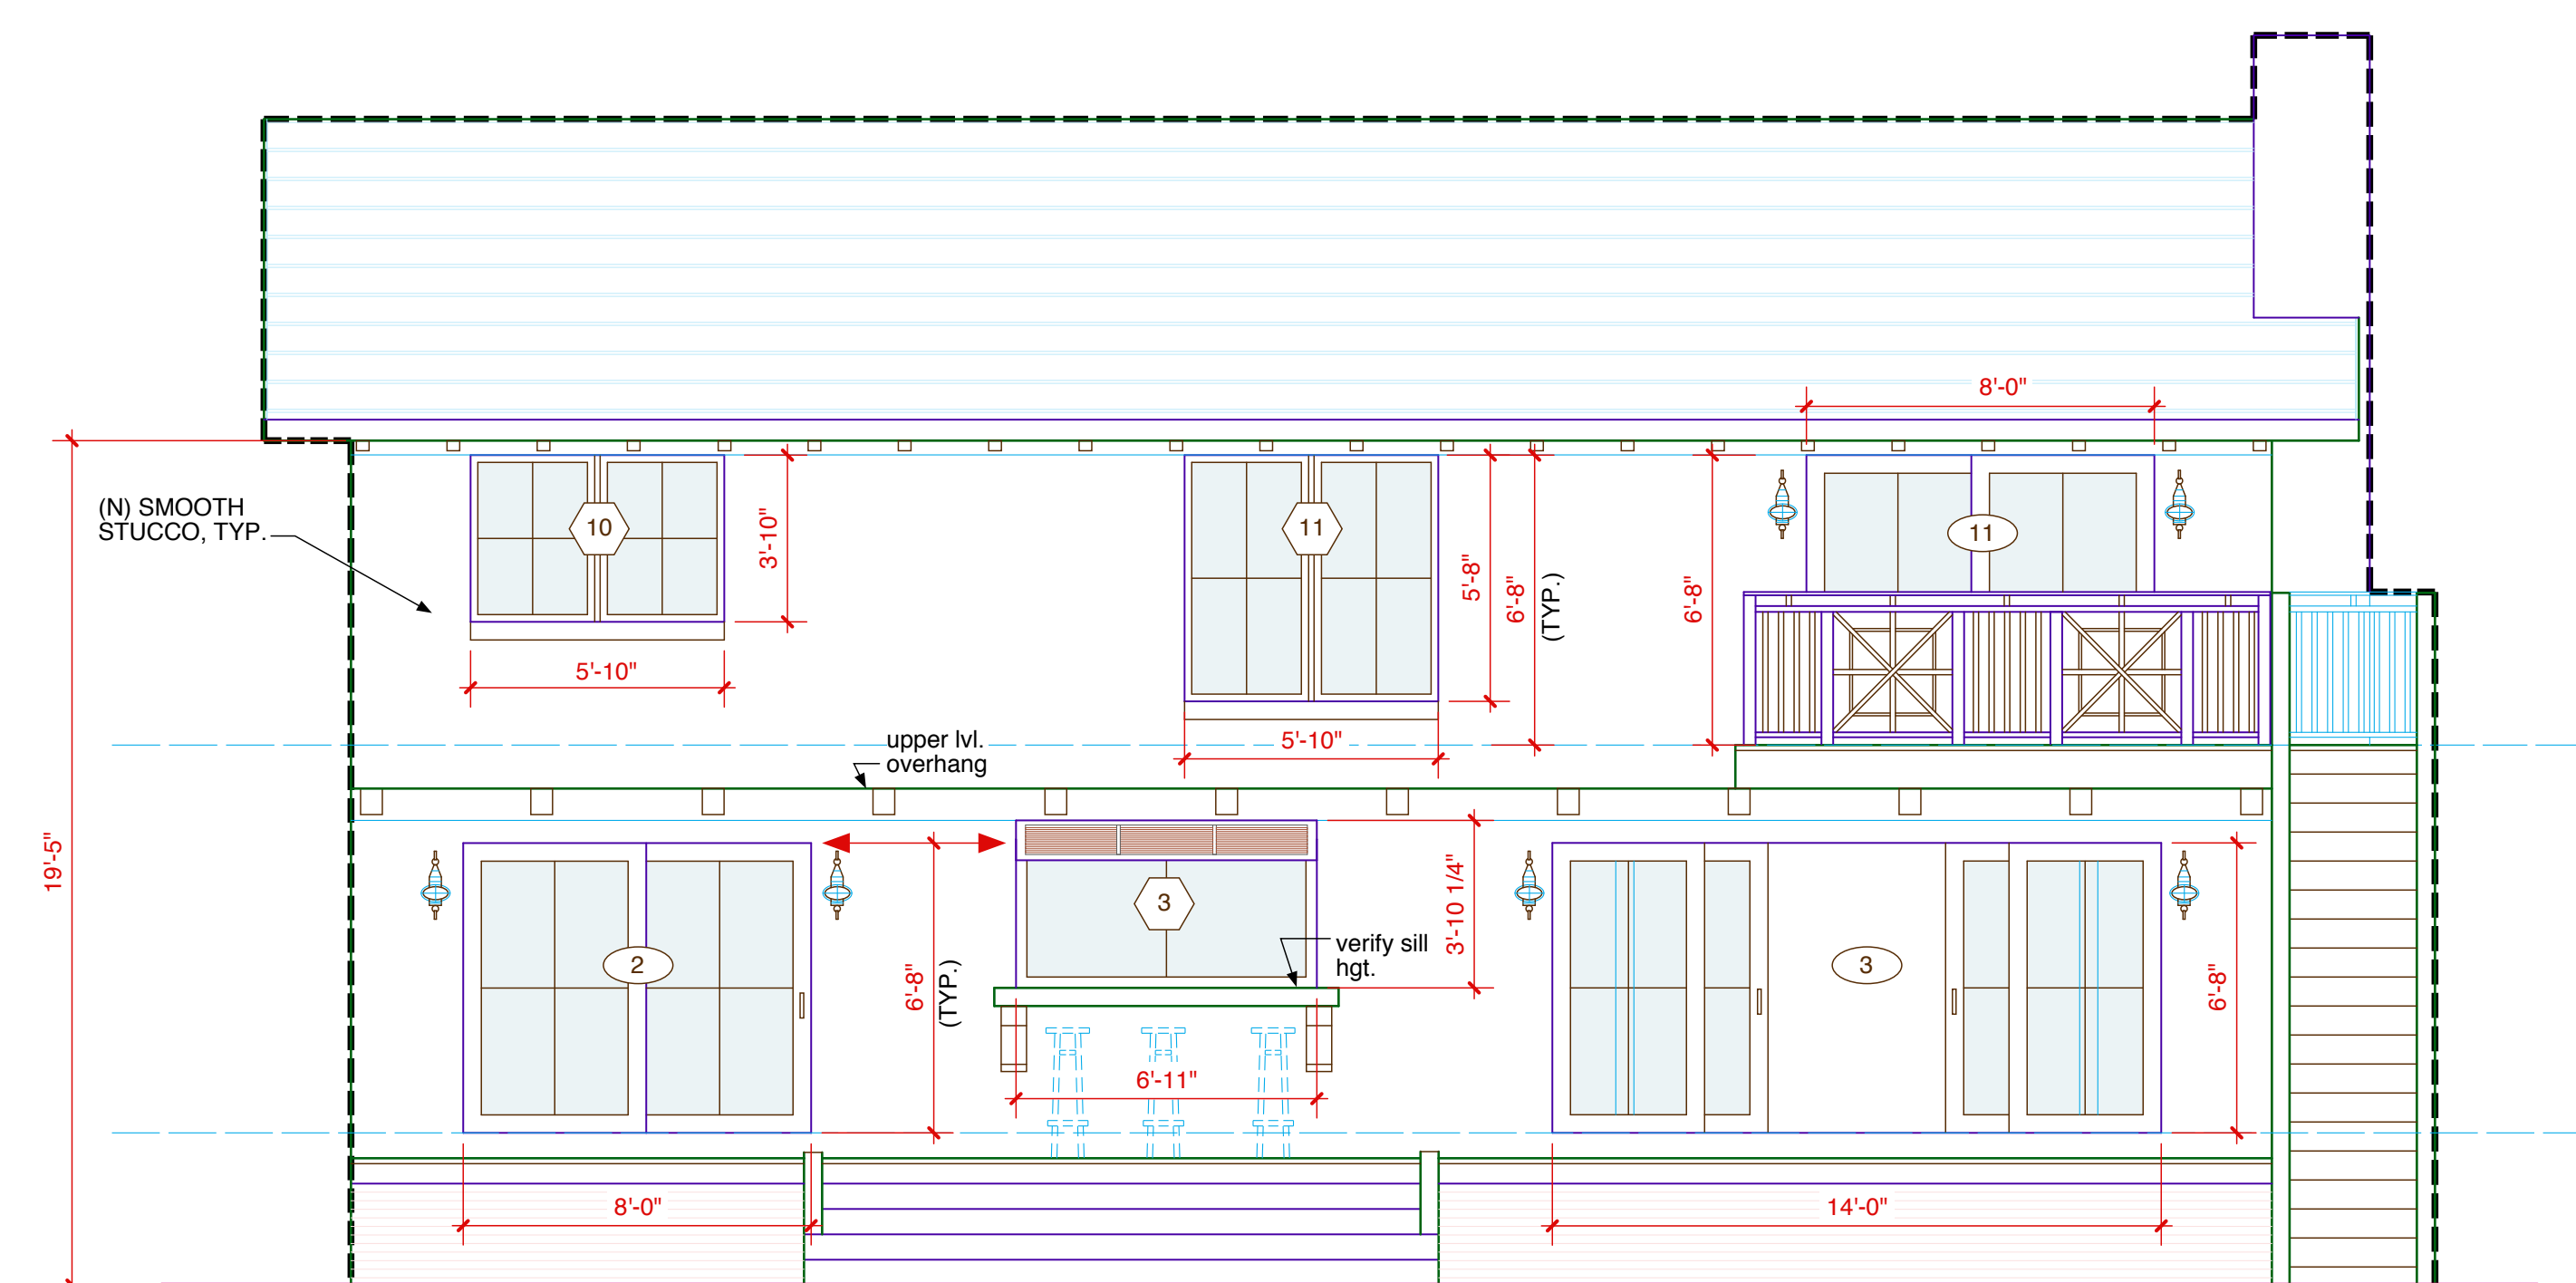 8'-0"
(N) SMOOTH
STUCCO, TYP.
10
3'-10"
11
5'-8"
6'-8"
(TYP.)
6'-8"
11
5'-10"
5'-10"
upper lvl.
overhang
19'-5"
2
6'-8"
(TYP.)
3
3'-10 1/4"
verify sill
hgt.
3
6'-8"
6'-11"
8'-0"
14'-0"